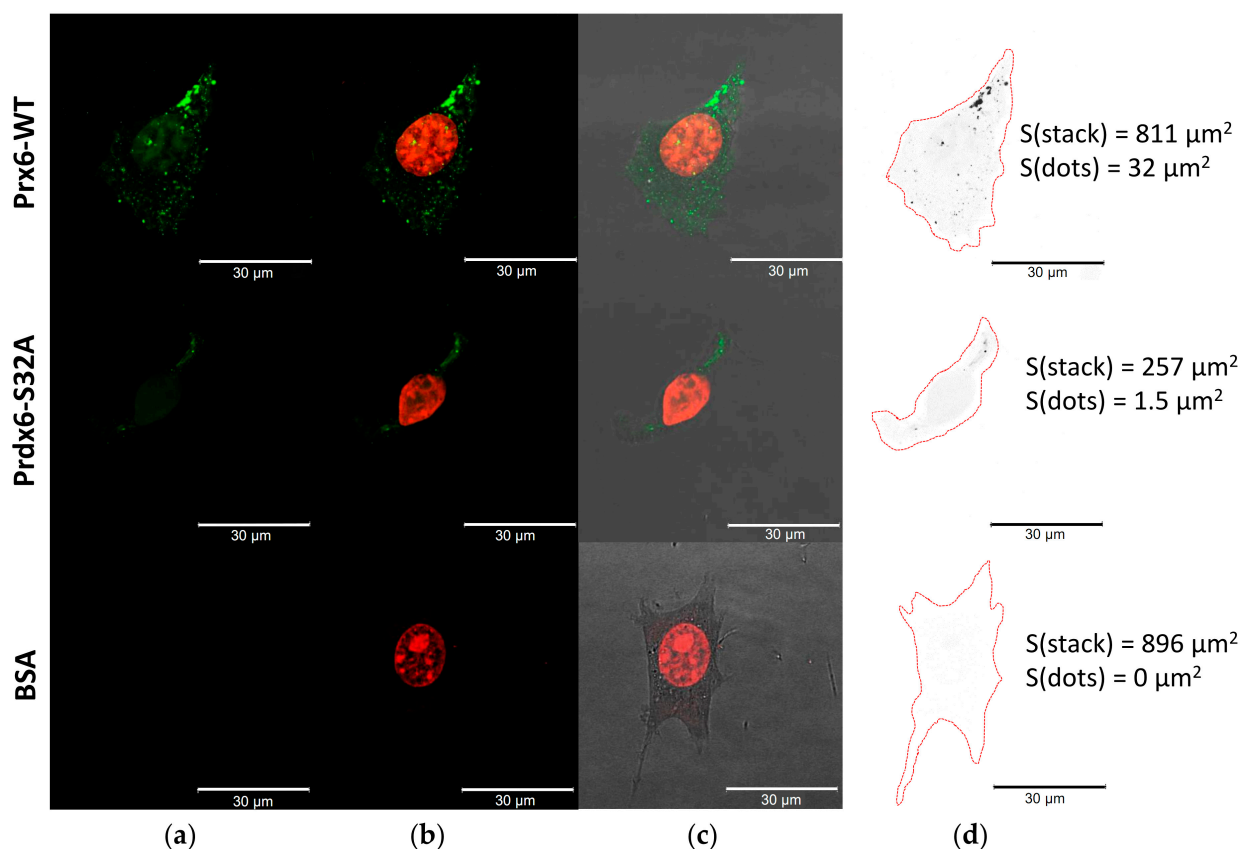 Prx6-WT
30 µm
30 µm
30 µm
S(stack) = 811 µm²
S(dots) = 32 µm²
30 µm
Prdx6-S32A
30 µm
30 µm
30 µm
S(stack) = 257 µm²
S(dots) = 1.5 µm²
30 µm
BSA
30 µm
30 µm
30 µm
S(stack) = 896 µm²
S(dots) = 0 µm²
30 µm
(a) (b) (c) (d)